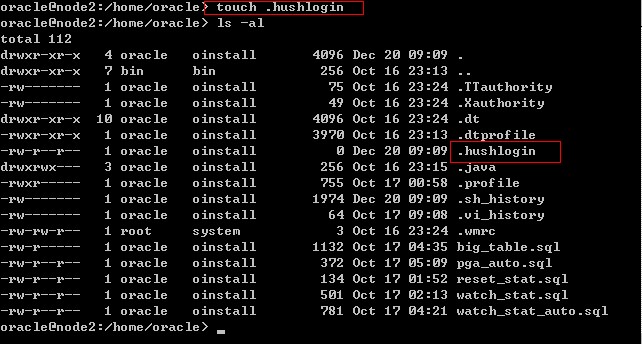 oracle@node2:/home/oracle> touch .hushlogin
oracle@node2:/home/oracle> ls -al
total 112
drwxr-xr-x 4 oracle oinstall 4096 Dec 20 09:09 .
drwxr-xr-x 7 bin bin 256 Oct 16 23:13 ..
-rw------- 1 oracle oinstall 75 Oct 16 23:24 .TTauthority
-rw------- 1 oracle oinstall 49 Oct 16 23:24 .Xauthority
drwxr-xr-x 10 oracle oinstall 4096 Oct 16 23:24 .dt
-rwxr-xr-x 1 oracle oinstall 3970 Oct 16 23:13 .dtprofile
-rw-r--r-- 1 oracle oinstall 0 Dec 20 09:09 .hushlogin
drwxrwx--- 3 oracle oinstall 256 Oct 16 23:15 .java
-rwxr----- 1 oracle oinstall 755 Oct 17 00:58 .profile
-rw------- 1 oracle oinstall 1974 Dec 20 09:09 .sh_history
-rw------- 1 oracle oinstall 64 Oct 17 09:08 .vi_history
-rw-rw-r-- 1 root system 3 Oct 16 23:24 .wmrc
-rw-r----- 1 oracle oinstall 1132 Oct 17 04:35 big_table.sql
-rw-r----- 1 oracle oinstall 372 Oct 17 05:09 pga_auto.sql
-rw-r----- 1 oracle oinstall 134 Oct 17 01:52 reset_stat.sql
-rw-r----- 1 oracle oinstall 501 Oct 17 02:13 watch_stat.sql
-rw-r----- 1 oracle oinstall 781 Oct 17 04:21 watch_stat_auto.sql
oracle@node2:/home/oracle> _